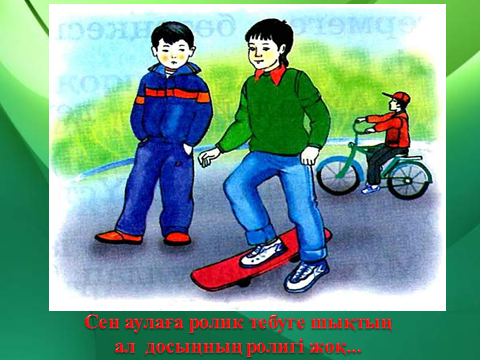 Сен аулаға ролик тебуге шықтың
ал досыңның ролигі жоқ...